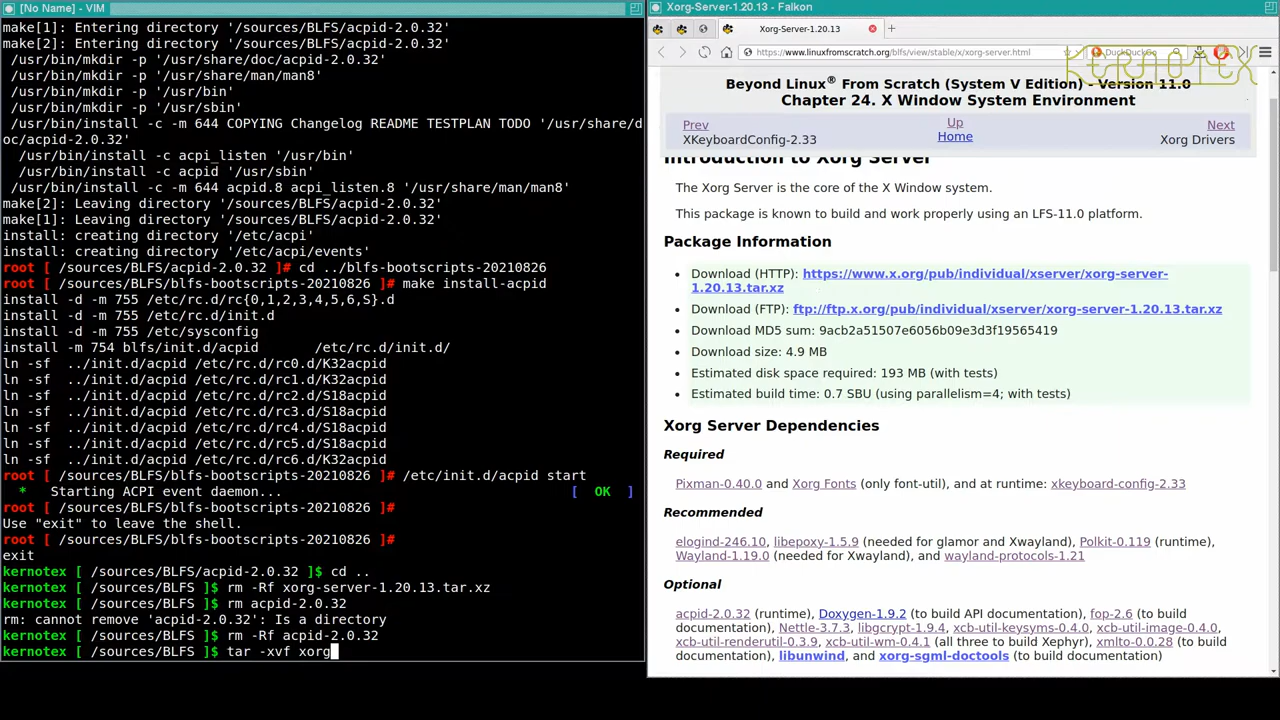 [No Name] - VIM
make[1]: Entering directory '/sources/BLFS/acpid-2.0.32'
make[2]: Entering directory '/sources/BLFS/acpid-2.0.32'
/usr/bin/mkdir -p '/usr/share/doc/acpid-2.0.32'
/usr/bin/mkdir -p '/usr/share/man/man8'
/usr/bin/mkdir -p '/usr/bin'
/usr/bin/mkdir -p '/usr/sbin'
/usr/bin/install -c -m 644 COPYING Changelog README TESTPLAN TODO '/usr/share/d
oc/acpid-2.0.32'
/usr/bin/install -c acpi_listen '/usr/bin'
/usr/bin/install -c acpid '/usr/sbin'
/usr/bin/install -c -m 644 acpid.8 acpi_listen.8 '/usr/share/man/man8'
make[2]: Leaving directory '/sources/BLFS/acpid-2.0.32'
make[1]: Leaving directory '/sources/BLFS/acpid-2.0.32'
install: creating directory '/etc/acpi'
install: creating directory '/etc/acpi/events'
root [ /sources/BLFS/acpid-2.0.32 ]# cd ../blfs-bootscripts-20210826
root [ /sources/BLFS/blfs-bootscripts-20210826 ]# make install-acpid
install -d -m 755 /etc/rc.d/rc{0,1,2,3,4,5,6,S}.d
install -d -m 755 /etc/rc.d/init.d
install -d -m 755 /etc/sysconfig
install -m 754 blfs/init.d/acpid /etc/rc.d/init.d/
ln -sf ../init.d/acpid /etc/rc.d/rc0.d/K32acpid
ln -sf ../init.d/acpid /etc/rc.d/rc1.d/K32acpid
ln -sf ../init.d/acpid /etc/rc.d/rc2.d/S18acpid
ln -sf ../init.d/acpid /etc/rc.d/rc3.d/S18acpid
ln -sf ../init.d/acpid /etc/rc.d/rc4.d/S18acpid
ln -sf ../init.d/acpid /etc/rc.d/rc5.d/S18acpid
ln -sf ../init.d/acpid /etc/rc.d/rc6.d/K32acpid
root [ /sources/BLFS/blfs-bootscripts-20210826 ]# /etc/init.d/acpid start
* Starting ACPI event daemon... [ OK ]
root [ /sources/BLFS/blfs-bootscripts-20210826 ]#
Use "exit" to leave the shell.
root [ /sources/BLFS/blfs-bootscripts-20210826 ]#
exit
kernotex [ /sources/BLFS/acpid-2.0.32 ]$ cd ..
kernotex [ /sources/BLFS ]$ rm -Rf xorg-server-1.20.13.tar.xz
kernotex [ /sources/BLFS ]$ rm acpid-2.0.32
rm: cannot remove 'acpid-2.0.32': Is a directory
kernotex [ /sources/BLFS ]$ rm -Rf acpid-2.0.32
kernotex [ /sources/BLFS ]$ tar -xvf xorg
Xorg-Server-1.20.13 - Falkon
Xorg-Server-1.20.13
https://www.linuxfromscratch.org/blfs/view/stable/x/xorg-server.html
DuckDuckGo
KERNOTEX
Beyond Linux® From Scratch (System V Edition) - Version 11.0
Chapter 24. X Window System Environment
Prev Up Next
XKeyboardConfig-2.33 Home Xorg Drivers
Introduction to Xorg Server
The Xorg Server is the core of the X Window system.
This package is known to build and work properly using an LFS-11.0 platform.
Package Information
Download (HTTP): https://www.x.org/pub/individual/xserver/xorg-server-
1.20.13.tar.xz
Download (FTP): ftp://ftp.x.org/pub/individual/xserver/xorg-server-1.20.13.tar.xz
Download MD5 sum: 9acb2a51507e6056b09e3d3f19565419
Download size: 4.9 MB
Estimated disk space required: 193 MB (with tests)
Estimated build time: 0.7 SBU (using parallelism=4; with tests)
Xorg Server Dependencies
Required
Pixman-0.40.0 and Xorg Fonts (only font-util), and at runtime: xkeyboard-config-2.33
Recommended
elogind-246.10, libepoxy-1.5.9 (needed for glamor and Xwayland), Polkit-0.119 (runtime),
Wayland-1.19.0 (needed for Xwayland), and wayland-protocols-1.21
Optional
acpid-2.0.32 (runtime), Doxygen-1.9.2 (to build API documentation), fop-2.6 (to build
documentation), Nettle-3.7.3, libgcrypt-1.9.4, xcb-util-keysyms-0.4.0, xcb-util-image-0.4.0,
xcb-util-renderutil-0.3.9, xcb-util-wm-0.4.1 (all three to build Xephyr), xmlto-0.0.28 (to build
documentation), libunwind, and xorg-sgml-doctools (to build documentation)